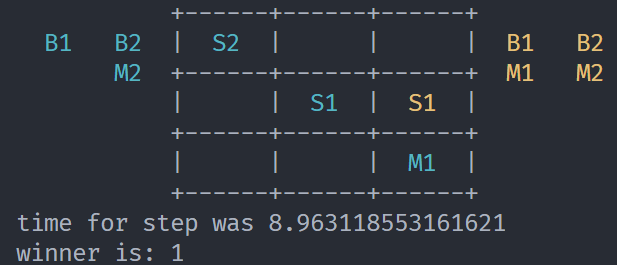 +------+------+------+
B1 B2 | S2 | | | B1 B2
M2 +------+------+------+ M1 M2
| | S1 | S1 |
+------+------+------+
| | | M1 |
+------+------+------+
time for step was 8.963118553161621
winner is: 1